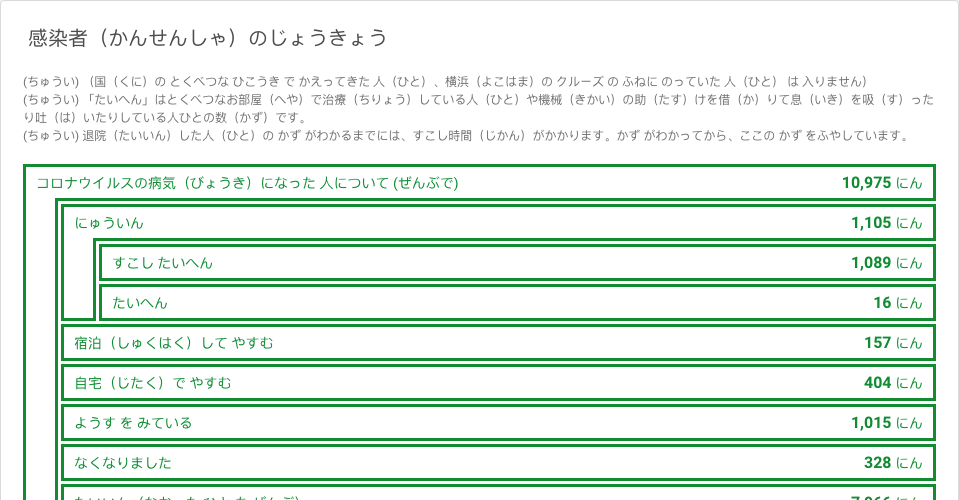 感染者（かんせんしゃ）のじょうきょう
(ちゅうい) （国（くに）の とくべつな ひこうき で かえってきた 人（ひと）、横浜（よこはま）の クルーズ の ふねに のっていた 人（ひと） は 入りません）
(ちゅうい) 「たいへん」はとくべつなお部屋（へや）で治療（ちりょう）している人（ひと）や機械（きかい）の助（たす）けを借（か）りて息（いき）を吸（す）った
り吐（は）いたりしている人ひとの数（かず）です。
(ちゅうい) 退院（たいいん）した人（ひと）の かず がわかるまでには、すこし時間（じかん）がかかります。かず がわかってから、ここの かず をふやしています。
コロナウイルスの病気（びょうき）になった 人について (ぜんぶで) 10,975 にん
にゅういん 1,105 にん
すこし たいへん 1,089 にん
たいへん 16 にん
宿泊（しゅくはく）して やすむ 157 にん
自宅（じたく）で やすむ 404 にん
ようす を みている 1,015 にん
なくなりました 328 にん